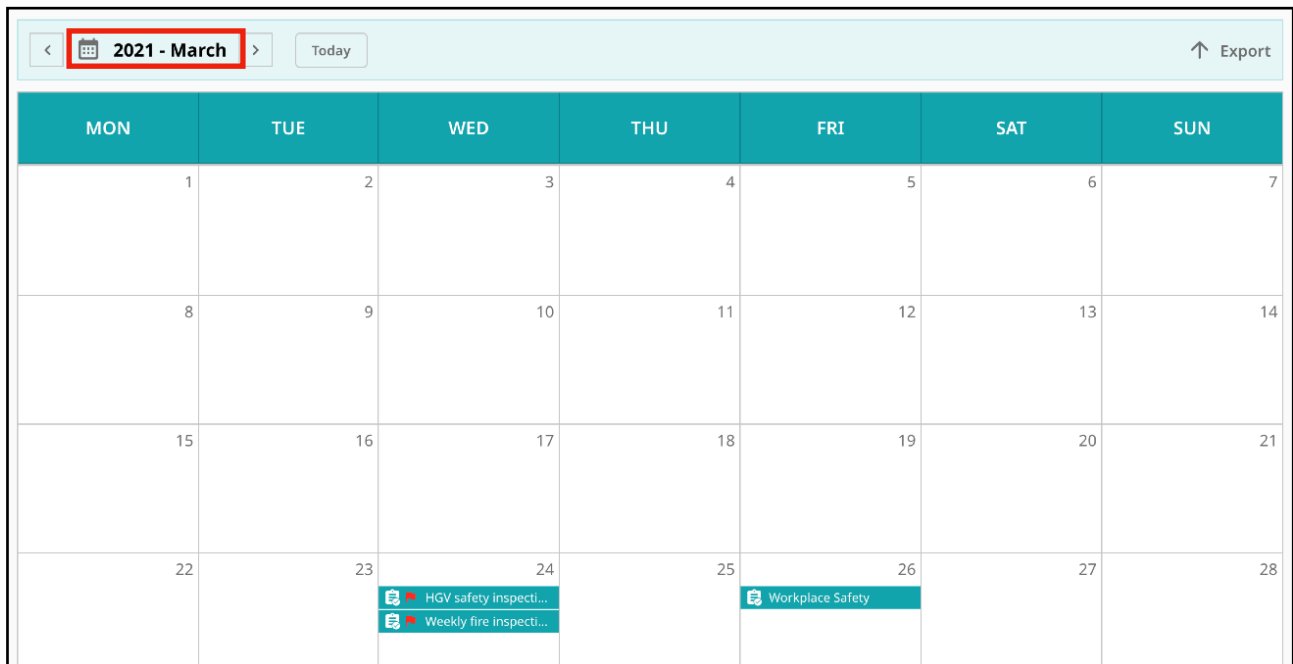 2021 - March Today Export
MON TUE WED THU FRI SAT SUN
1 2 3 4 5 6 7
8 9 10 11 12 13 14
15 16 17 18 19 20 21
22 23 24 25 26 27 28
HGV safety inspecti... Workplace Safety
Weekly fire inspecti...